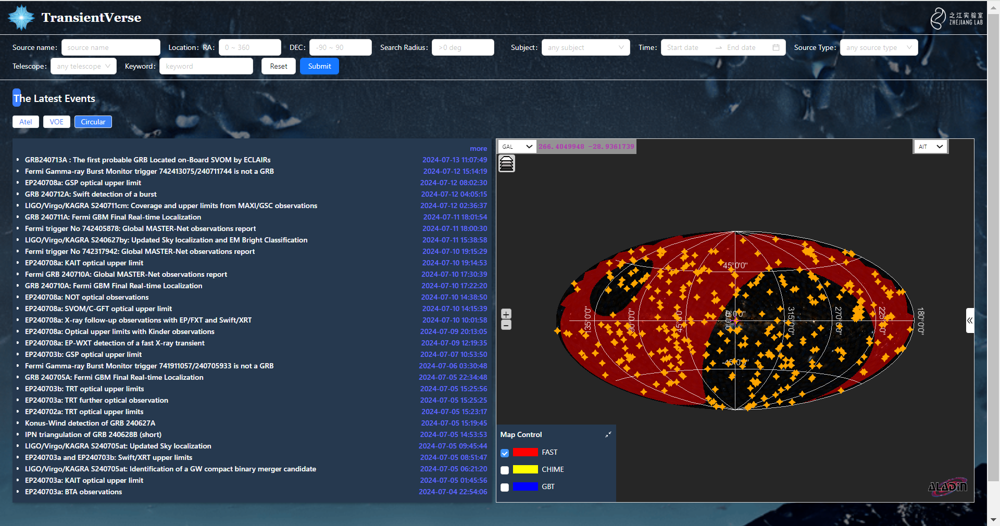 TransientVerse
之江实验室
ZHEJIANG LAB
Source name: source name Location: RA: 0 ~ 360 DEC: -90 ~ 90 Search Radius: >0 deg Subject: any subject Time: Start date → End date Source Type: any source type
Telescope: any telescope Keyword: keyword Reset Submit
The Latest Events
Atel VOE Circular
more
GRB240713A : The first probable GRB Located on-Board SVOM by ECLAIRs 2024-07-13 11:07:49
Fermi Gamma-ray Burst Monitor trigger 742413075/240711744 is not a GRB 2024-07-12 15:14:19
EP240708a: GSP optical upper limit 2024-07-12 08:02:30
GRB 240712A: Swift detection of a burst 2024-07-12 04:05:15
LIGO/Virgo/KAGRA S240711cm: Coverage and upper limits from MAXI/GSC observations 2024-07-12 02:36:37
GRB 240711A: Fermi GBM Final Real-time Localization 2024-07-11 18:01:54
Fermi trigger No 742405878: Global MASTER-Net observations report 2024-07-11 18:00:30
LIGO/Virgo/KAGRA S240627by: Updated Sky localization and EM Bright Classification 2024-07-11 15:38:58
Fermi trigger No 742317942: Global MASTER-Net observations report 2024-07-10 19:15:29
EP240708a: KAIT optical upper limit 2024-07-10 19:14:53
Fermi GRB 240710A: Global MASTER-Net observations report 2024-07-10 17:30:39
GRB 240710A: Fermi GBM Final Real-time Localization 2024-07-10 17:22:20
EP240708a: NOT optical observations 2024-07-10 14:38:50
EP240708a: SVOM/C-GFT optical upper limit 2024-07-10 14:15:39
EP240708a: X-ray follow-up observations with EP/FXT and Swift/XRT 2024-07-10 10:01:58
EP240708a: Optical upper limits with Kinder observations 2024-07-09 20:13:05
EP240708a: EP-WXT detection of a fast X-ray transient 2024-07-09 12:19:35
EP240703b: GSP optical upper limit 2024-07-07 10:53:50
Fermi Gamma-ray Burst Monitor trigger 741911057/240705933 is not a GRB 2024-07-06 03:30:48
GRB 240705A: Fermi GBM Final Real-time Localization 2024-07-05 22:34:48
EP240703b: TRT optical upper limits 2024-07-05 15:25:56
EP240703a: TRT further optical observation 2024-07-05 15:25:25
EP240702a: TRT optical upper limits 2024-07-05 15:23:17
Konus-Wind detection of GRB 240627A 2024-07-05 15:19:45
IPN triangulation of GRB 240628B (short) 2024-07-05 14:53:53
LIGO/Virgo/KAGRA S240705at: Updated Sky localization 2024-07-05 09:45:44
EP240703a and EP240703b: Swift/XRT upper limits 2024-07-05 08:51:47
LIGO/Virgo/KAGRA S240705at: Identification of a GW compact binary merger candidate 2024-07-05 06:21:20
EP240703a: KAIT optical upper limit 2024-07-05 01:45:56
EP240703a: BTA observations 2024-07-04 22:54:06
GAL 266.4049948 -28.9361739 AIT
45°0'0"
135°0'0" 90°0'0" 45°0'0" 0°0'0" 0°0'0" 315°0'0" 270°0'0" 225°0'0" 180°0'0"
-45°0'0"
Map Control
FAST
CHIME
GBT
ALADIN